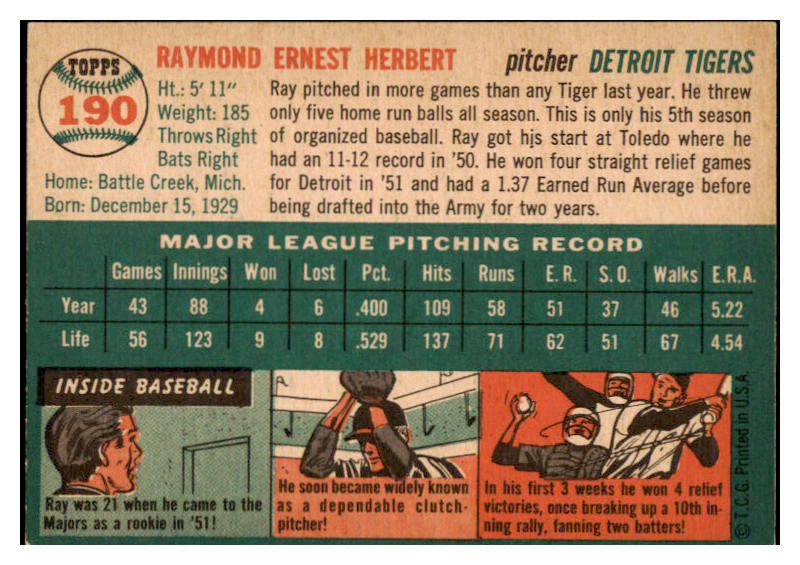 TOPPS
190
RAYMOND ERNEST HERBERT
pitcher DETROIT TIGERS
Ht.: 5' 11"
Weight: 185
Throws Right
Bats Right
Home: Battle Creek, Mich.
Born: December 15, 1929
Ray pitched in more games than any Tiger last year. He threw
only five home run balls all season. This is only his 5th season
of organized baseball. Ray got his start at Toledo where he
had an 11-12 record in '50. He won four straight relief games
for Detroit in '51 and had a 1.37 Earned Run Average before
being drafted into the Army for two years.
MAJOR LEAGUE PITCHING RECORD
Games Innings Won Lost Pct. Hits Runs E. R. S. O. Walks E.R.A.
Year 43 88 4 6 .400 109 58 51 37 46 5.22
Life 56 123 9 8 .529 137 71 62 51 67 4.54
INSIDE BASEBALL
Ray was 21 when he came to the
Majors as a rookie in '51!
He soon became widely known
as a dependable clutch-
pitcher!
In his first 3 weeks he won 4 relief
victories, once breaking up a 10th in-
ning rally, fanning two batters!
© T.C.G. Printed in U.S.A.